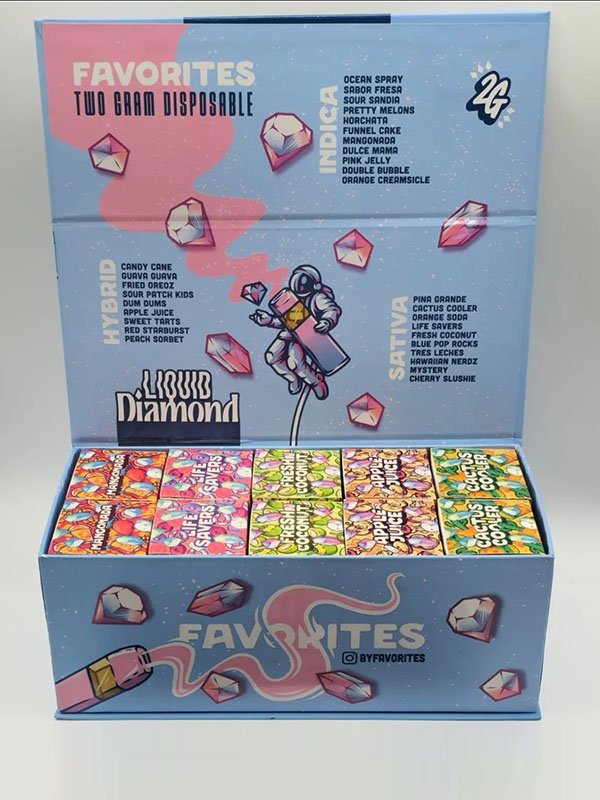 FAVORITES
TWO GRAM DISPOSABLE
INDICA
OCEAN SPRAY
SABOR FRESA
SOUR SANDIA
PRETTY MELONS
HORCHATA
FUNNEL CAKE
MANGONADA
DULCE MAMA
PINK JELLY
DOUBLE BUBBLE
ORANGE CREAMSICLE
2G
HYBRID
CANDY CANE
GUAVA GUAVA
FRIED OREOZ
SOUR PATCH KIDS
DUM DUMS
APPLE JUICE
SWEET TARTS
RED STARBURST
PEACH SORBET
SATIVA
PINA GRANDE
CACTUS COOLER
ORANGE SODA
LIFE SAVERS
FRESH COCONUT
BLUE POP ROCKS
TRES LECHES
HAWAIIAN NERDZ
MYSTERY
CHERRY SLUSHIE
LIQUID
Diamond
MANGONADA
LIFE
SAVERS
FRESH
COCONUT
APPLE
JUICE
CACTUS
COOLER
MANGONADA
LIFE
SAVERS
FRESH
COCONUT
APPLE
JUICE
CACTUS
COOLER
FAVORITES
BYFAVORITES